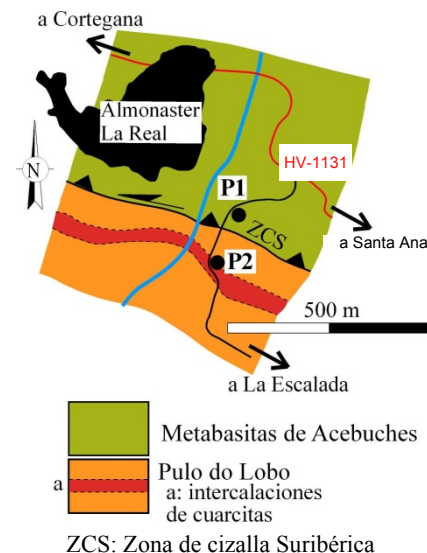 a Cortegana
Almonaster
La Real
HV-1131
N
P1
ZCS
a Santa Ana
P2
500 m
a La Escalada
Metabasitas de Acebuches
a
Pulo do Lobo
a: intercalaciones
de cuarcitas
ZCS: Zona de cizalla Suribérica